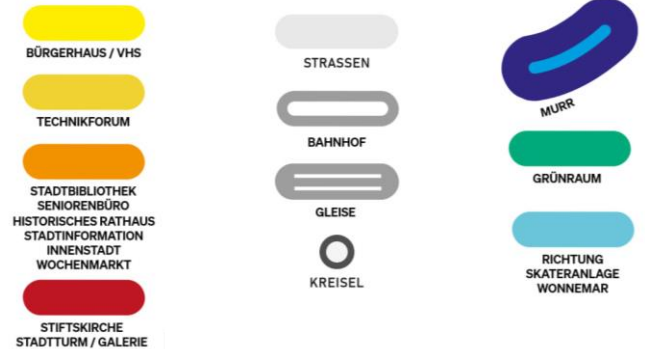 BÜRGERHAUS / VHS
TECHNIKFORUM
STADTBIBLIOTHEK
SENIORENBÜRO
HISTORISCHES RATHAUS
STADTINFORMATION
INNENSTADT
WOCHENMARKT
STIFTSKIRCHE
STADTTURM / GALERIE
STRASSEN
BAHNHOF
GLEISE
KREISEL
MURR
GRÜNRAUM
RICHTUNG
SKATERANLAGE
WONNEMAR